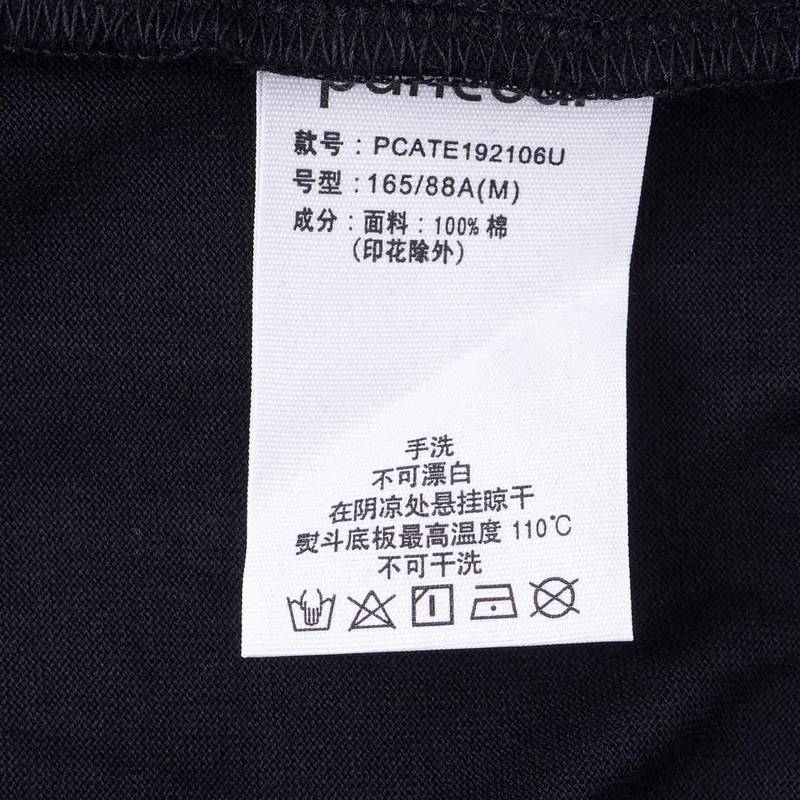 款号：PCATE192106U
号型：165/88A(M)
成分：面料：100% 棉
（印花除外）
手洗
不可漂白
在阴凉处悬挂晾干
熨斗底板最高温度 110℃
不可干洗